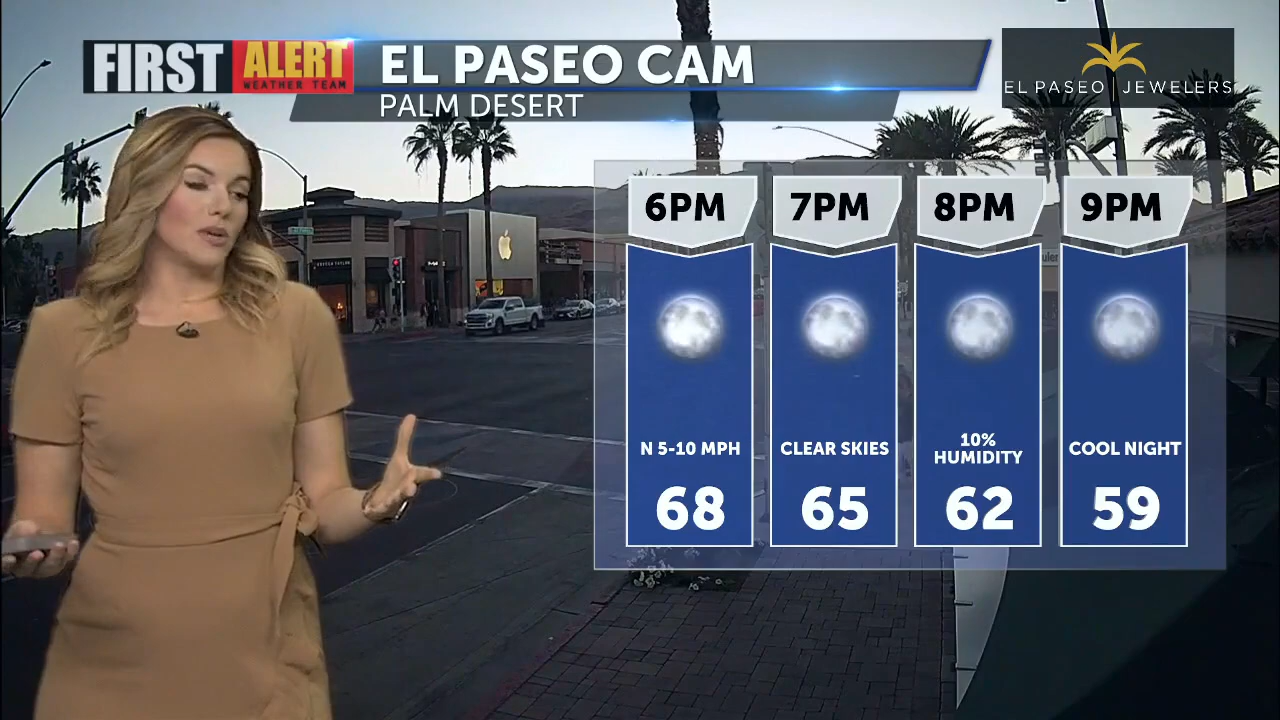 FIRST
ALERT
WEATHER TEAM
EL PASEO CAM
PALM DESERT
EL PASEO JEWELERS
6PM
7PM
8PM
9PM
N 5-10 MPH
CLEAR SKIES
10%
HUMIDITY
COOL NIGHT
68
65
62
59